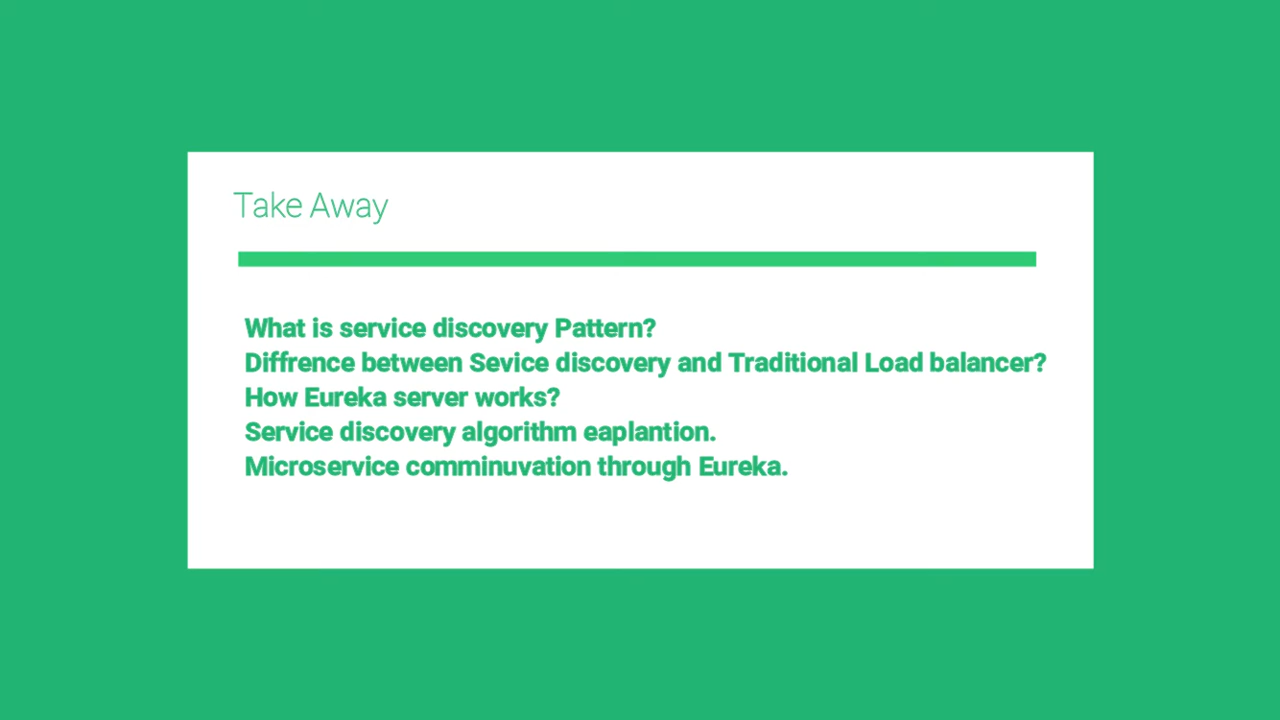 Take Away
What is service discovery Pattern?
Diffrence between Sevice discovery and Traditional Load balancer?
How Eureka server works?
Service discovery algorithm eaplantion.
Microservice comminuvation through Eureka.